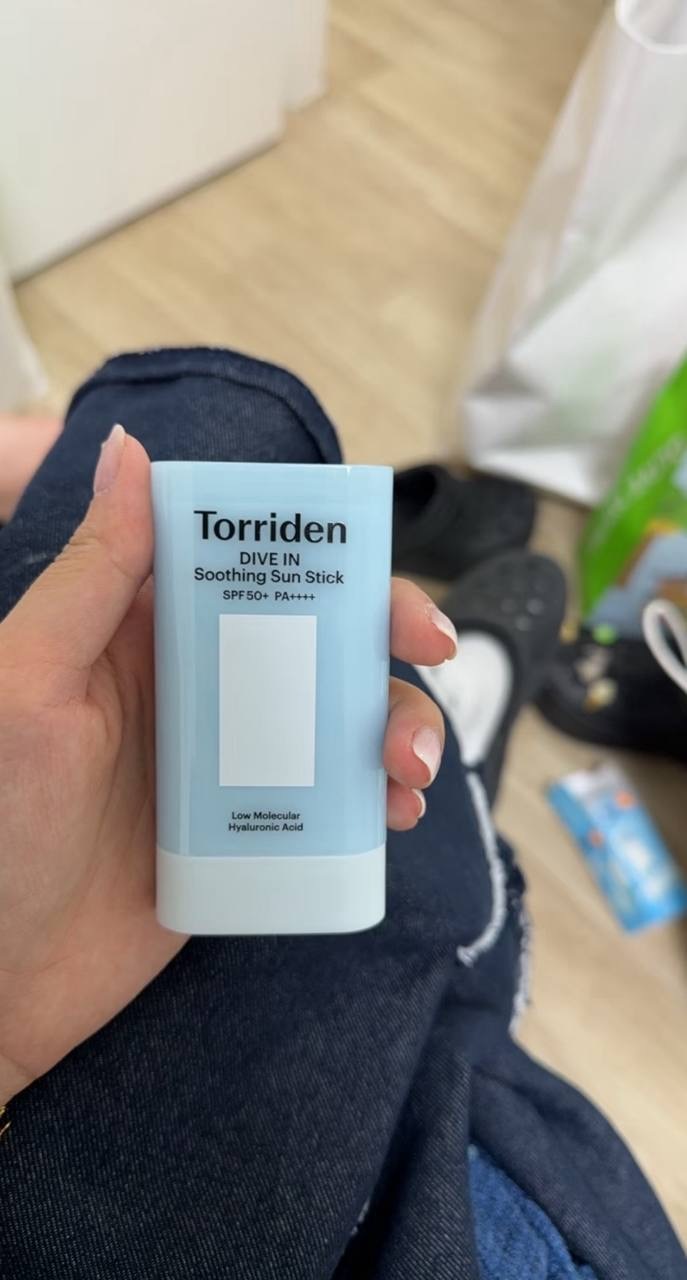 Torriden
DIVE IN
Soothing Sun Stick
SPF50+ PA++++
Low Molecular
Hyaluronic Acid